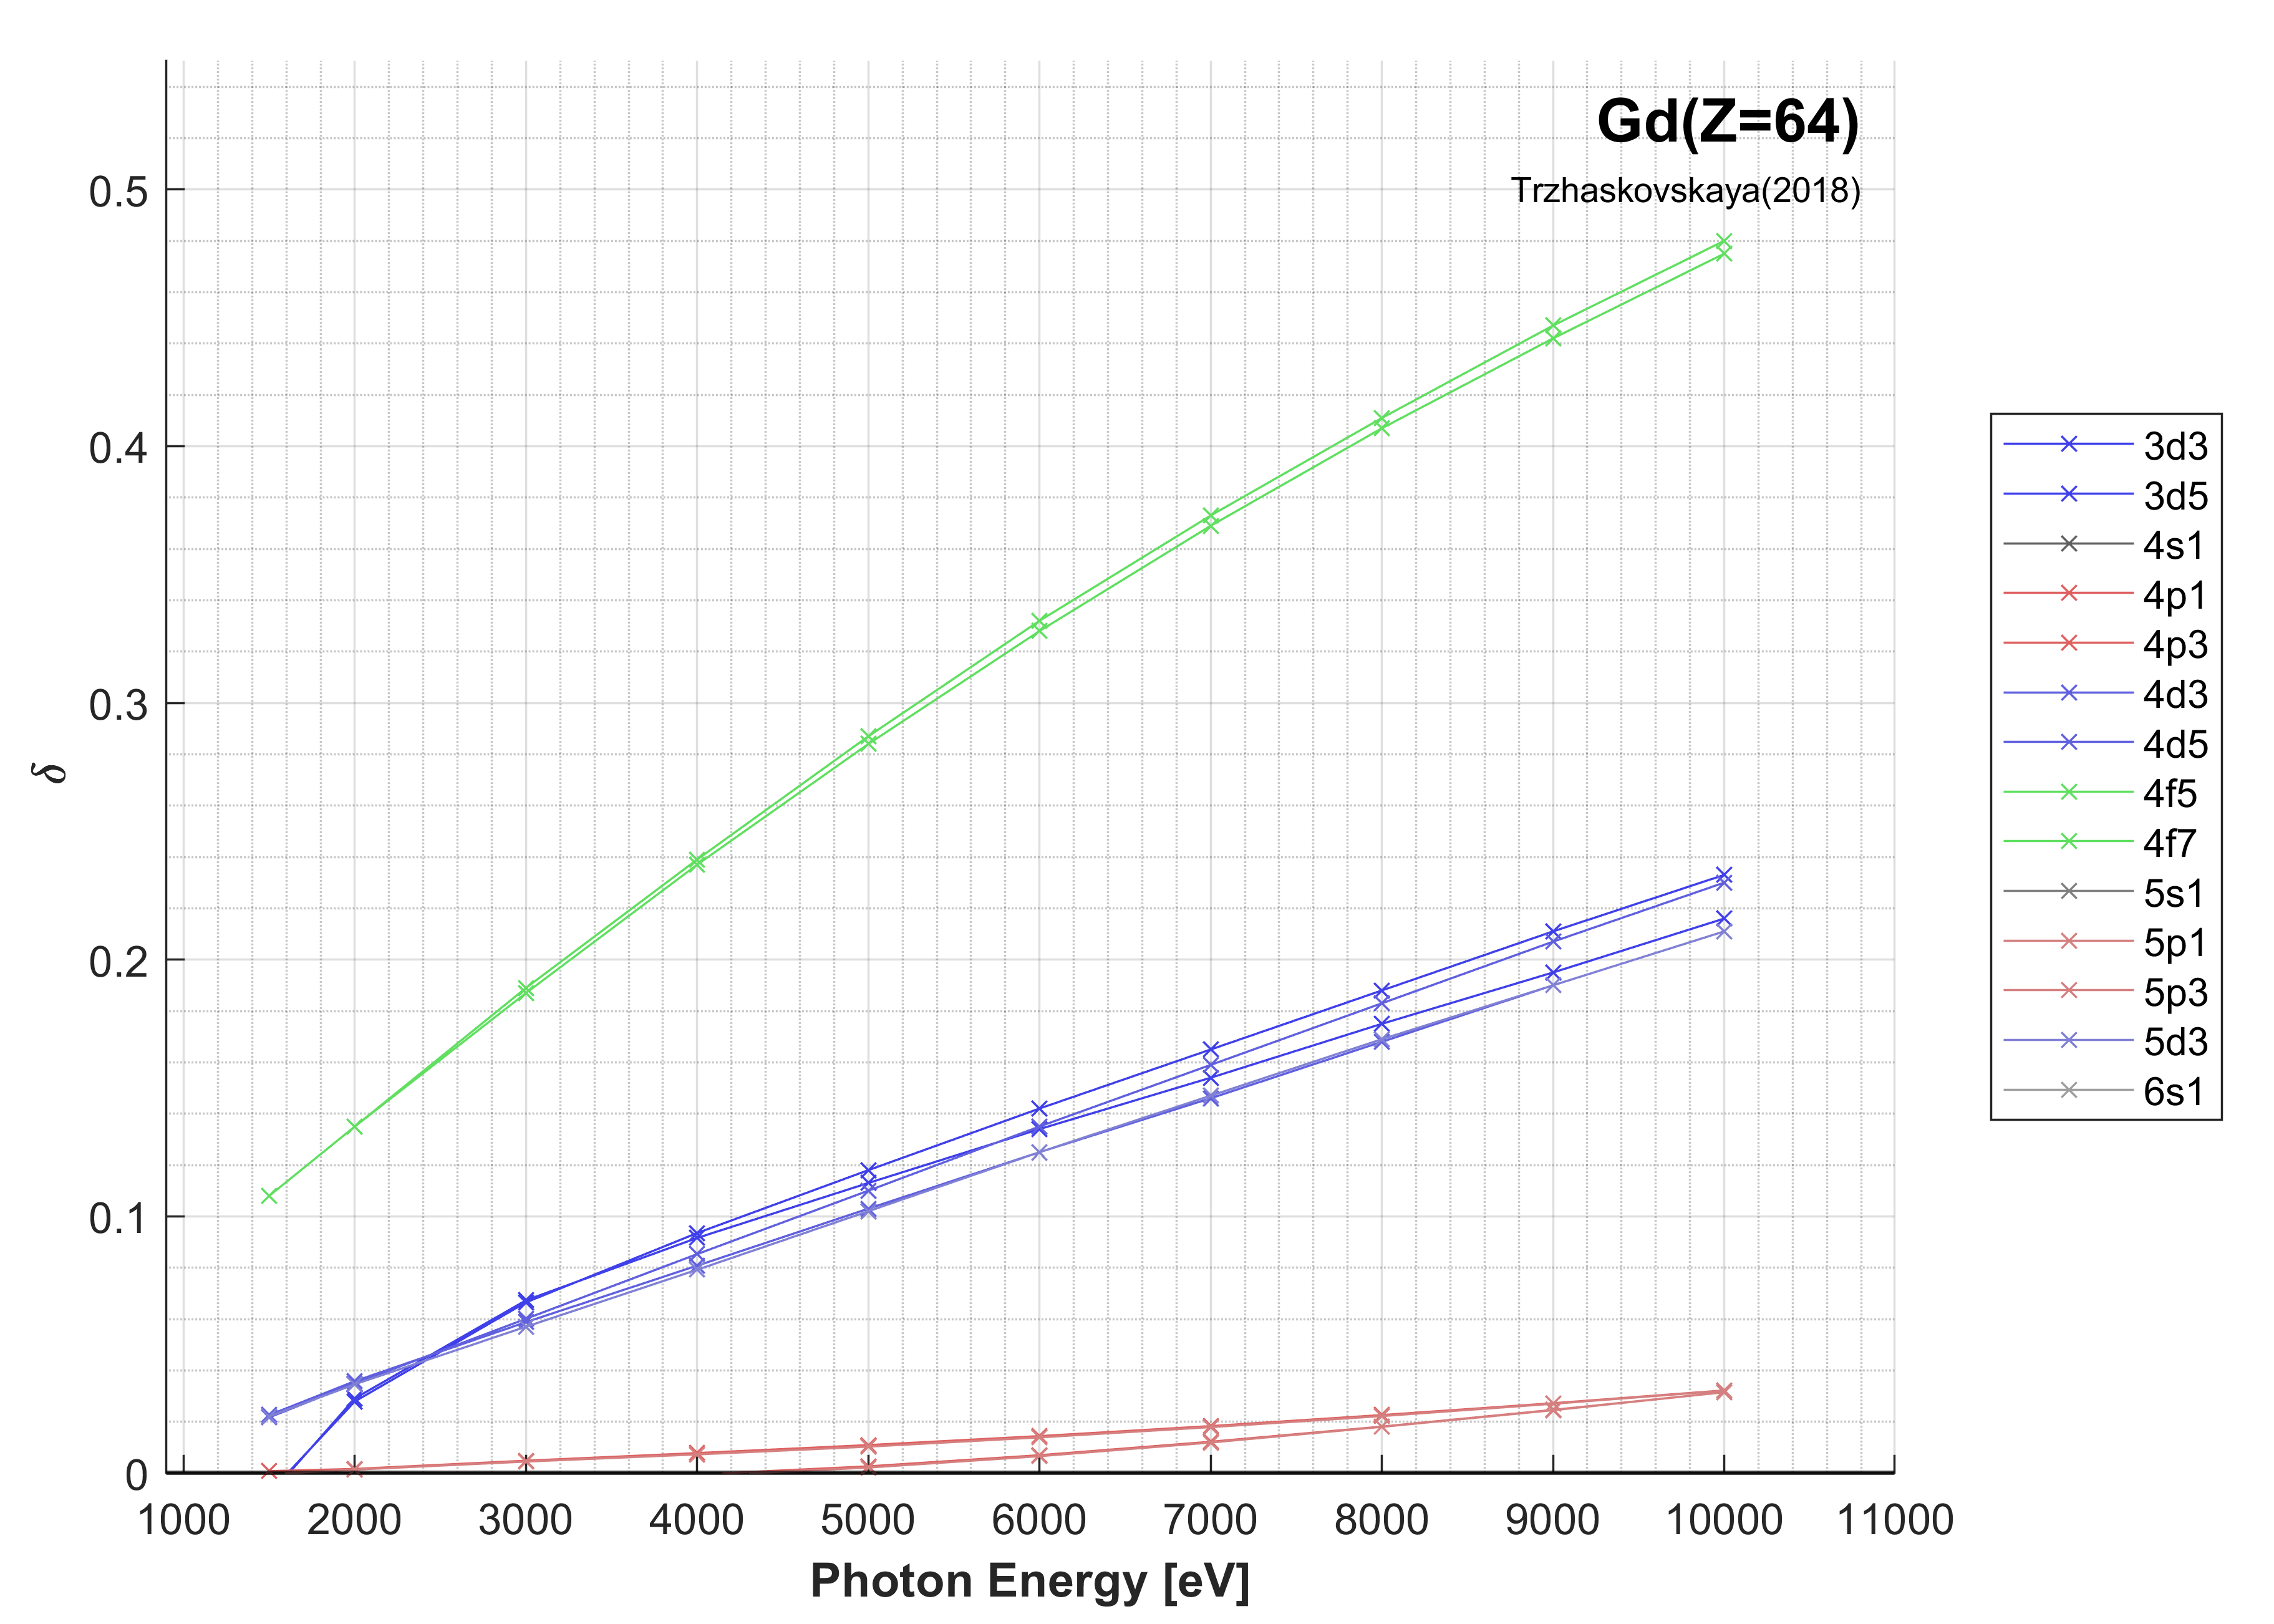 Gd(Z=64)
Trzhaskovskaya(2018)
0.5
0.4
0.3
0.2
0.1
0
δ
1000 2000 3000 4000 5000 6000 7000 8000 9000 10000 11000
Photon Energy [eV]
3d3
3d5
4s1
4p1
4p3
4d3
4d5
4f5
4f7
5s1
5p1
5p3
5d3
6s1